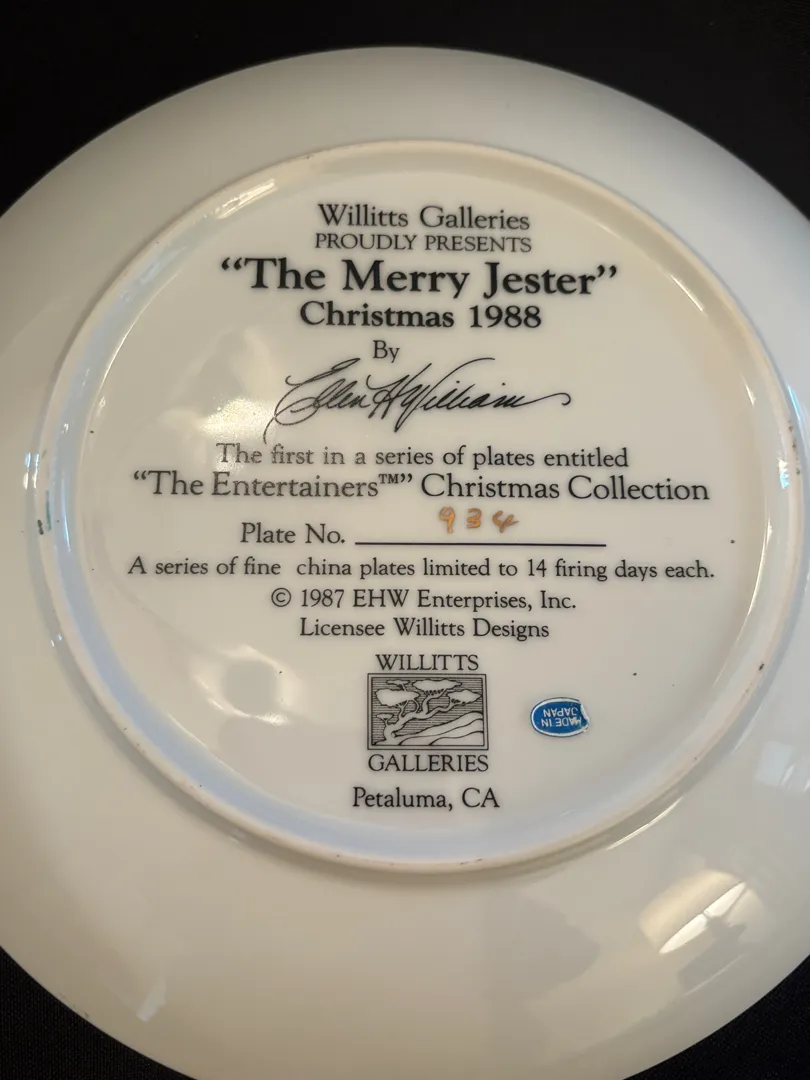 Willitts Galleries
PROUDLY PRESENTS
“The Merry Jester”
Christmas 1988
By
Ellen H Williams
The first in a series of plates entitled
“The Entertainers™” Christmas Collection
Plate No. 934
A series of fine china plates limited to 14 firing days each.
© 1987 EHW Enterprises, Inc.
Licensee Willitts Designs
WILLITTS
GALLERIES
MADE IN
JAPAN
Petaluma, CA